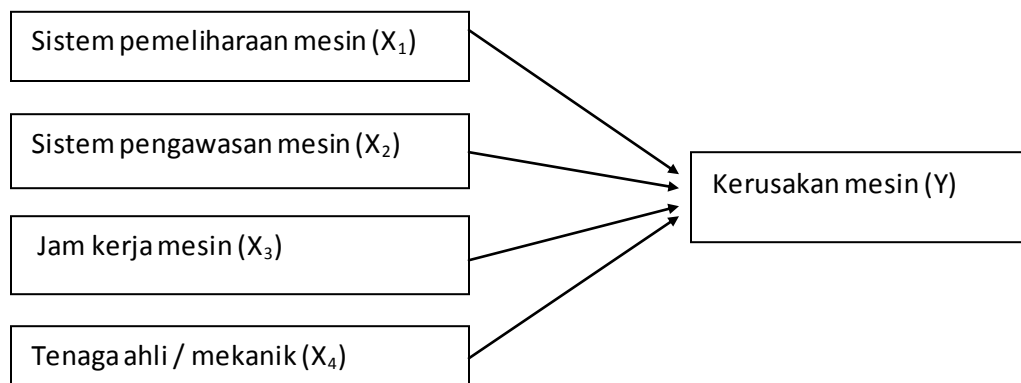 Sistem pemeliharaan mesin (X₁)
Sistem pengawasan mesin (X₂)
Jam kerja mesin (X₃)
Tenaga ahli / mekanik (X₄)
Kerusakan mesin (Y)